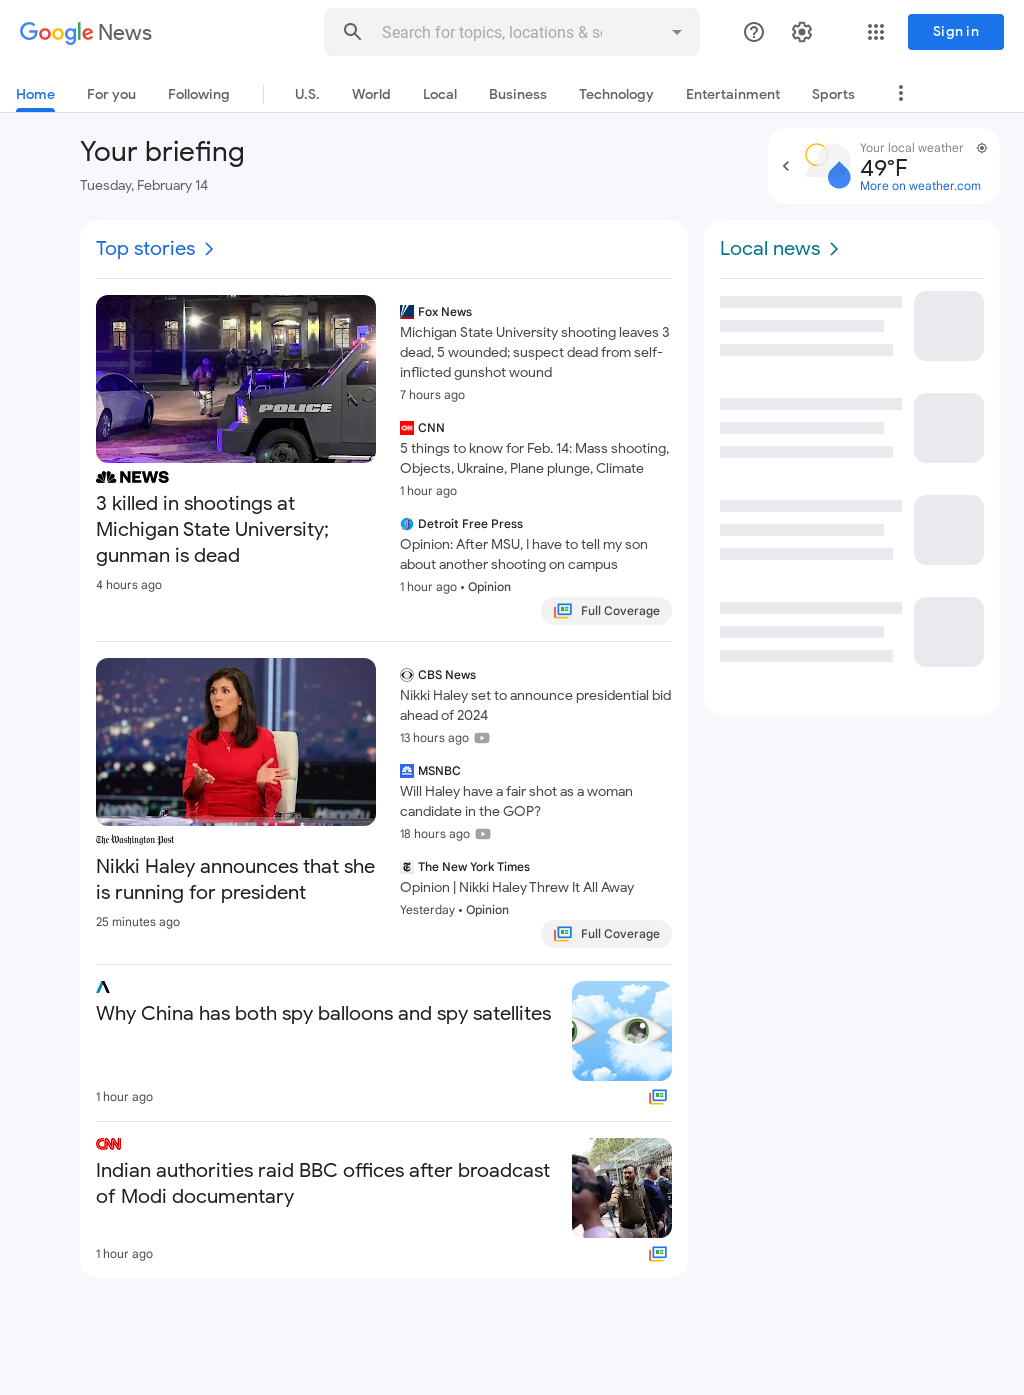 Google News
Search for topics, locations & so
Sign in
Home
For you
Following
U.S.
World
Local
Business
Technology
Entertainment
Sports
Your briefing
Tuesday, February 14
Your local weather
49°F
More on weather.com
Top stories
POLICE
NEWS
3 killed in shootings at
Michigan State University;
gunman is dead
4 hours ago
Fox News
Michigan State University shooting leaves 3
dead, 5 wounded; suspect dead from self-
inflicted gunshot wound
7 hours ago
CNN
CNN
5 things to know for Feb. 14: Mass shooting,
Objects, Ukraine, Plane plunge, Climate
1 hour ago
Detroit Free Press
Opinion: After MSU, I have to tell my son
about another shooting on campus
1 hour ago • Opinion
Full Coverage
The Washington Post
Nikki Haley announces that she
is running for president
25 minutes ago
CBS News
Nikki Haley set to announce presidential bid
ahead of 2024
13 hours ago
MSNBC
Will Haley have a fair shot as a woman
candidate in the GOP?
18 hours ago
The New York Times
Opinion | Nikki Haley Threw It All Away
Yesterday • Opinion
Full Coverage
Why China has both spy balloons and spy satellites
1 hour ago
CNN
Indian authorities raid BBC offices after broadcast
of Modi documentary
1 hour ago
Local news